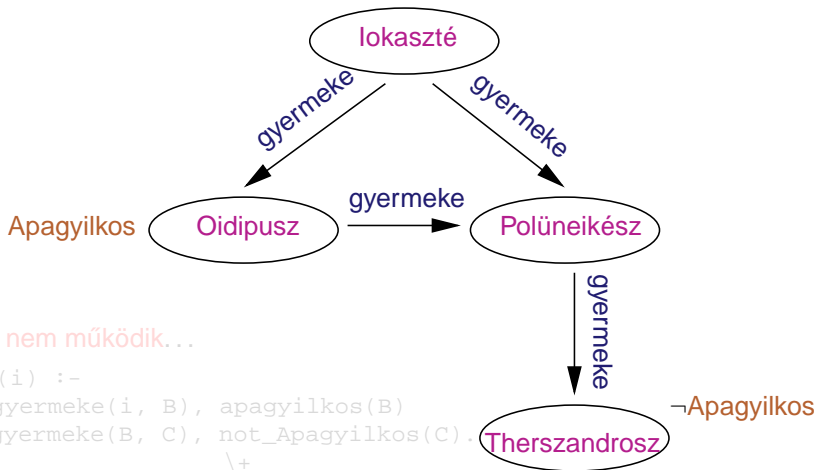 Iokaszté
gyermeke
gyermeke
Apagyilkos
Oidipusz
gyermeke
Polüneikész
gyermeke
nem működik...
(i) :-
gyermeke(i, B), apagyilkos(B)
gyermeke(B, C), not_Apagyilkos(C).
\+
Therszandrosz
¬Apagyilkos